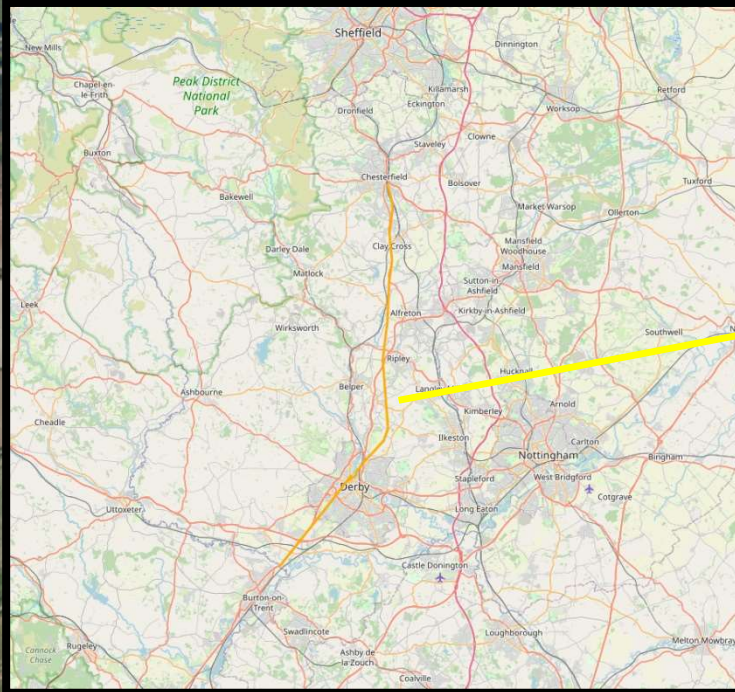 Sheffield
New Mills
Dinnington
Peak District
National
Park
Chapel-en-
le-Frith
Killamarsh
Eckington
Retford
Worksop
Dronfield
Clowne
Staveley
Buxton
Chesterfield
Bolsover
Tuxford
Bakewell
Market Warsop
Ollerton
Clay Cross
Mansfield
Woodhouse
Darley Dale
Mansfield
Matlock
Sutton-in
Ashfield
Leek
Alfreton
Kirkby-in-Ashfield
Wirksworth
Southwell
Ripley
Hucknall
Belper
Ashbourne
Arnold
Kimberley
Cheadle
Ilkeston
Carlton
Nottingham
Bingham
Stapleford
West Bridgford
Derby
Cotgrave
Uttoxeter
Long Eaton
Castle Donington
Burton-on-
Trent
Swadlincote
Loughborough
Melton Mowbray
Rugeley
Cannock
Chase
Ashby de
la Zouch
Coalville